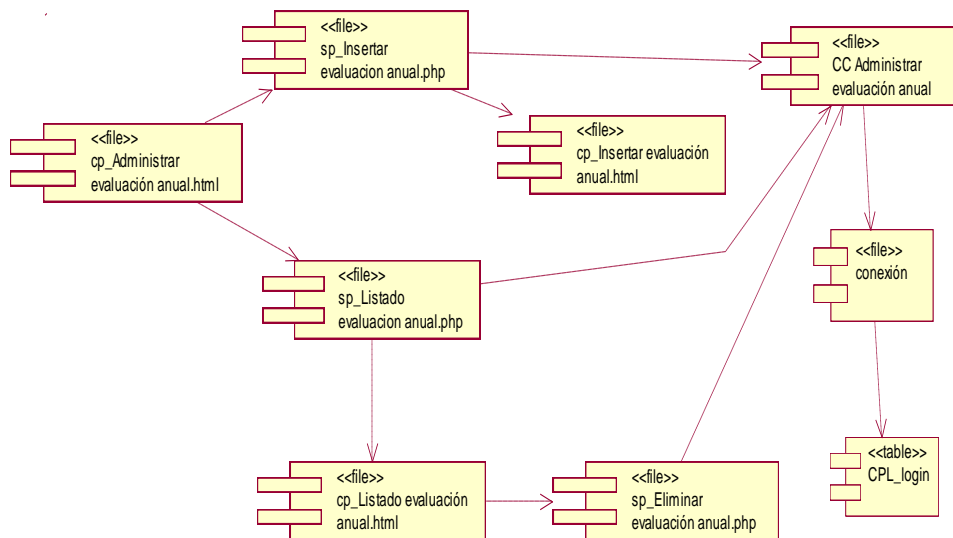 <<file>>
sp_Insertar
evaluacion anual.php
<<file>>
CC Administrar
evaluación anual
<<file>>
cp_Administrar
evaluación anual.html
<<file>>
cp_Insertar evaluación
anual.html
<<file>>
sp_Listado
evaluacion anual.php
<<file>>
conexión
<<table>>
CPL_login
<<file>>
cp_Listado evaluación
anual.html
<<file>>
sp_Eliminar
evaluación anual.php